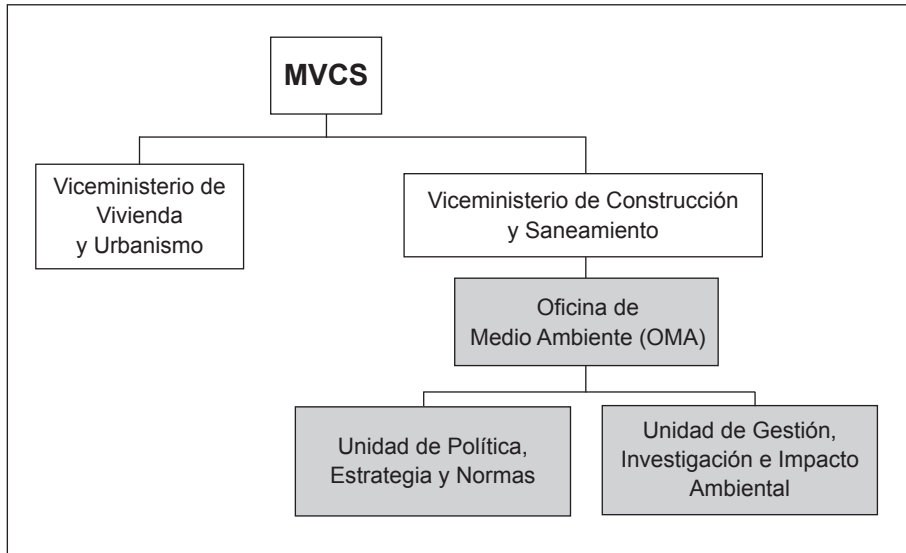 MVCS
Viceministerio de
Vivienda
y Urbanismo
Viceministerio de Construcción
y Saneamiento
Oficina de
Medio Ambiente (OMA)
Unidad de Política,
Estrategia y Normas
Unidad de Gestión,
Investigación e Impacto
Ambiental